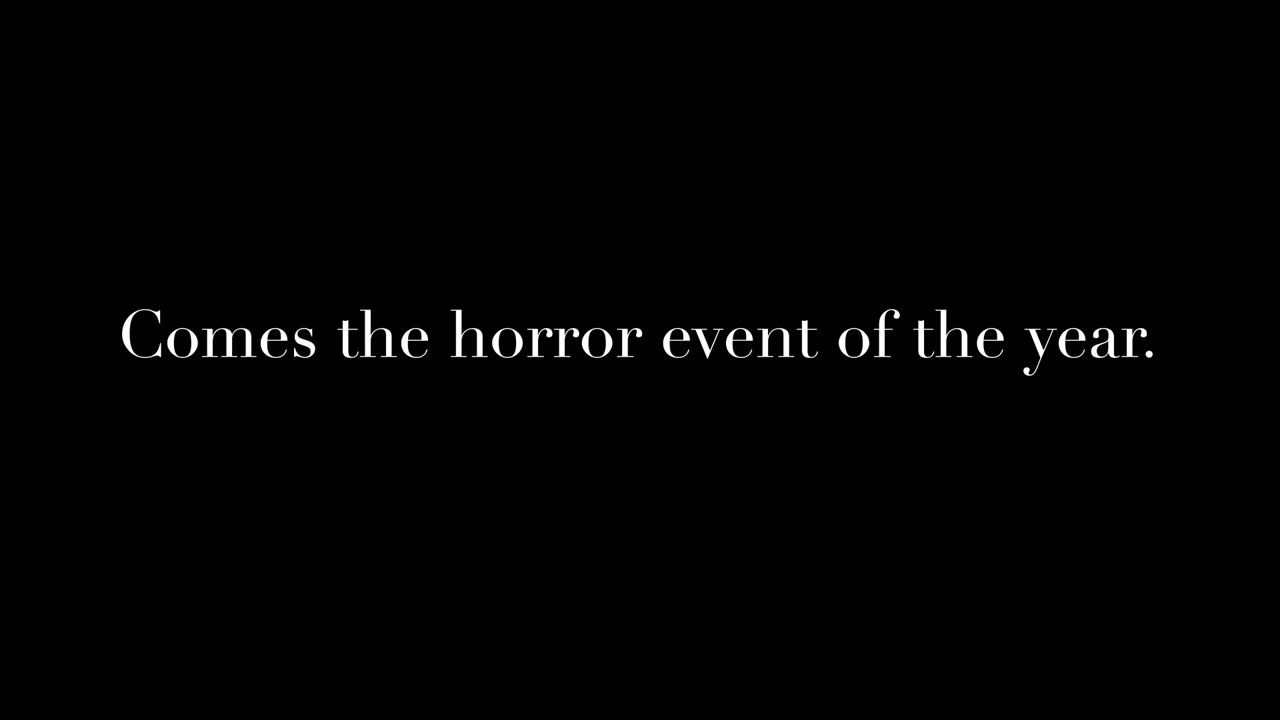 Comes the horror event of the year.